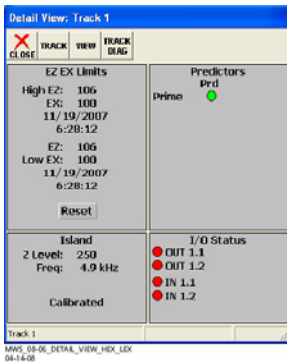 Detail View: Track 1
CLOSE
TRACK
VIEW
TRACK DIAG
EZ EX Limits
High EZ: 106
EX: 100
11/19/2007
6:28:12
EZ: 106
Low EX: 100
11/19/2007
6:28:12
Reset
Predictors
Prd
Prime
Island
Z Level: 250
Freq: 4.9 kHz
Calibrated
I/O Status
OUT 1.1
OUT 1.2
IN 1.1
IN 1.2
Track 1
MWS_08-06_DETAIL_VIEW_HEX_LEX
04-14-08